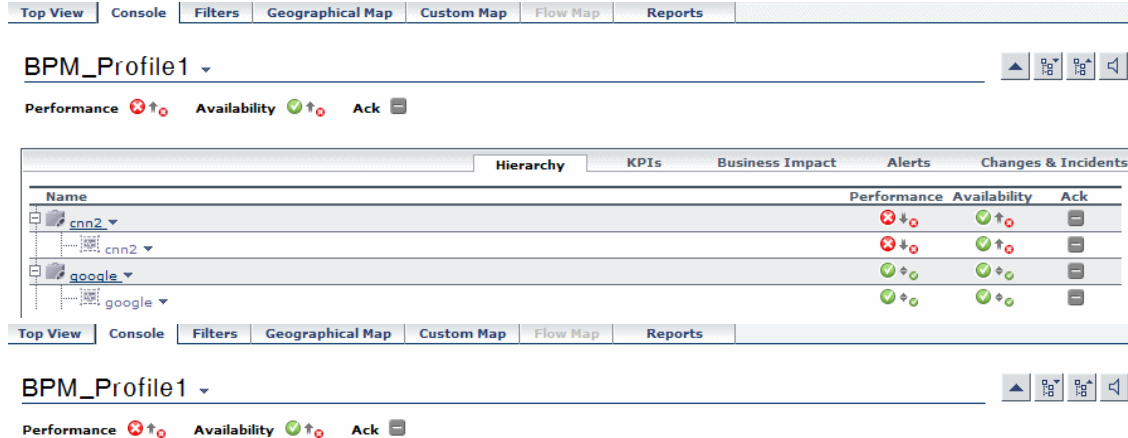 Top View Console Filters Geographical Map Custom Map Flow Map Reports
BPM_Profile1
Performance Availability Ack
Hierarchy KPIs Business Impact Alerts Changes & Incidents
Name Performance Availability Ack
cnn2
cnn2
google
google
Top View Console Filters Geographical Map Custom Map Flow Map Reports
BPM_Profile1
Performance Availability Ack